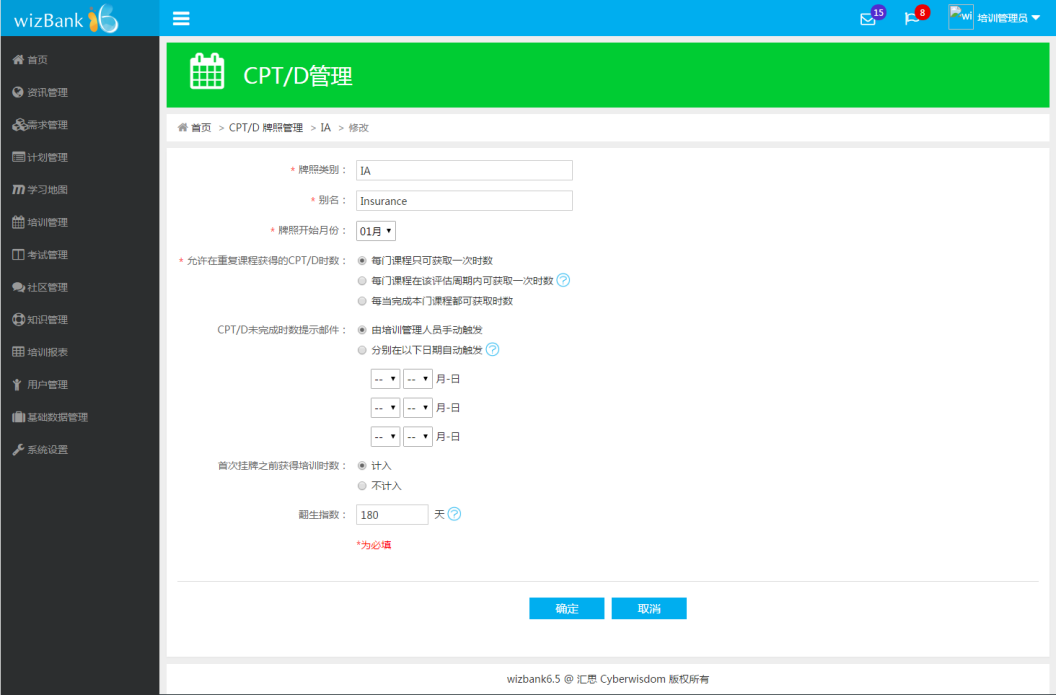 wizBank
15
8
wi
培训管理员
首页
资讯管理
需求管理
计划管理
学习地图
培训管理
考试管理
社区管理
知识管理
培训报表
用户管理
基础数据管理
系统设置
CPT/D管理
首页 > CPT/D 牌照管理 > IA > 修改
* 牌照类别： IA
* 别名： Insurance
* 牌照开始月份： 01月
* 允许在重复课程获得的CPT/D时数： 每门课程只可获取一次时数
每门课程在该评估周期内可获取一次时数 ?
每当完成本门课程都可获取时数
CPT/D未完成时数提示邮件： 由培训管理人员手动触发
分别在以下日期自动触发 ?
-- -- 月-日
-- -- 月-日
-- -- 月-日
首次挂牌之前获得培训时数： 计入
不计入
翻生指数： 180 天 ?
*为必填
确定 取消
wizbank6.5 @ 汇思 Cyberwisdom 版权所有